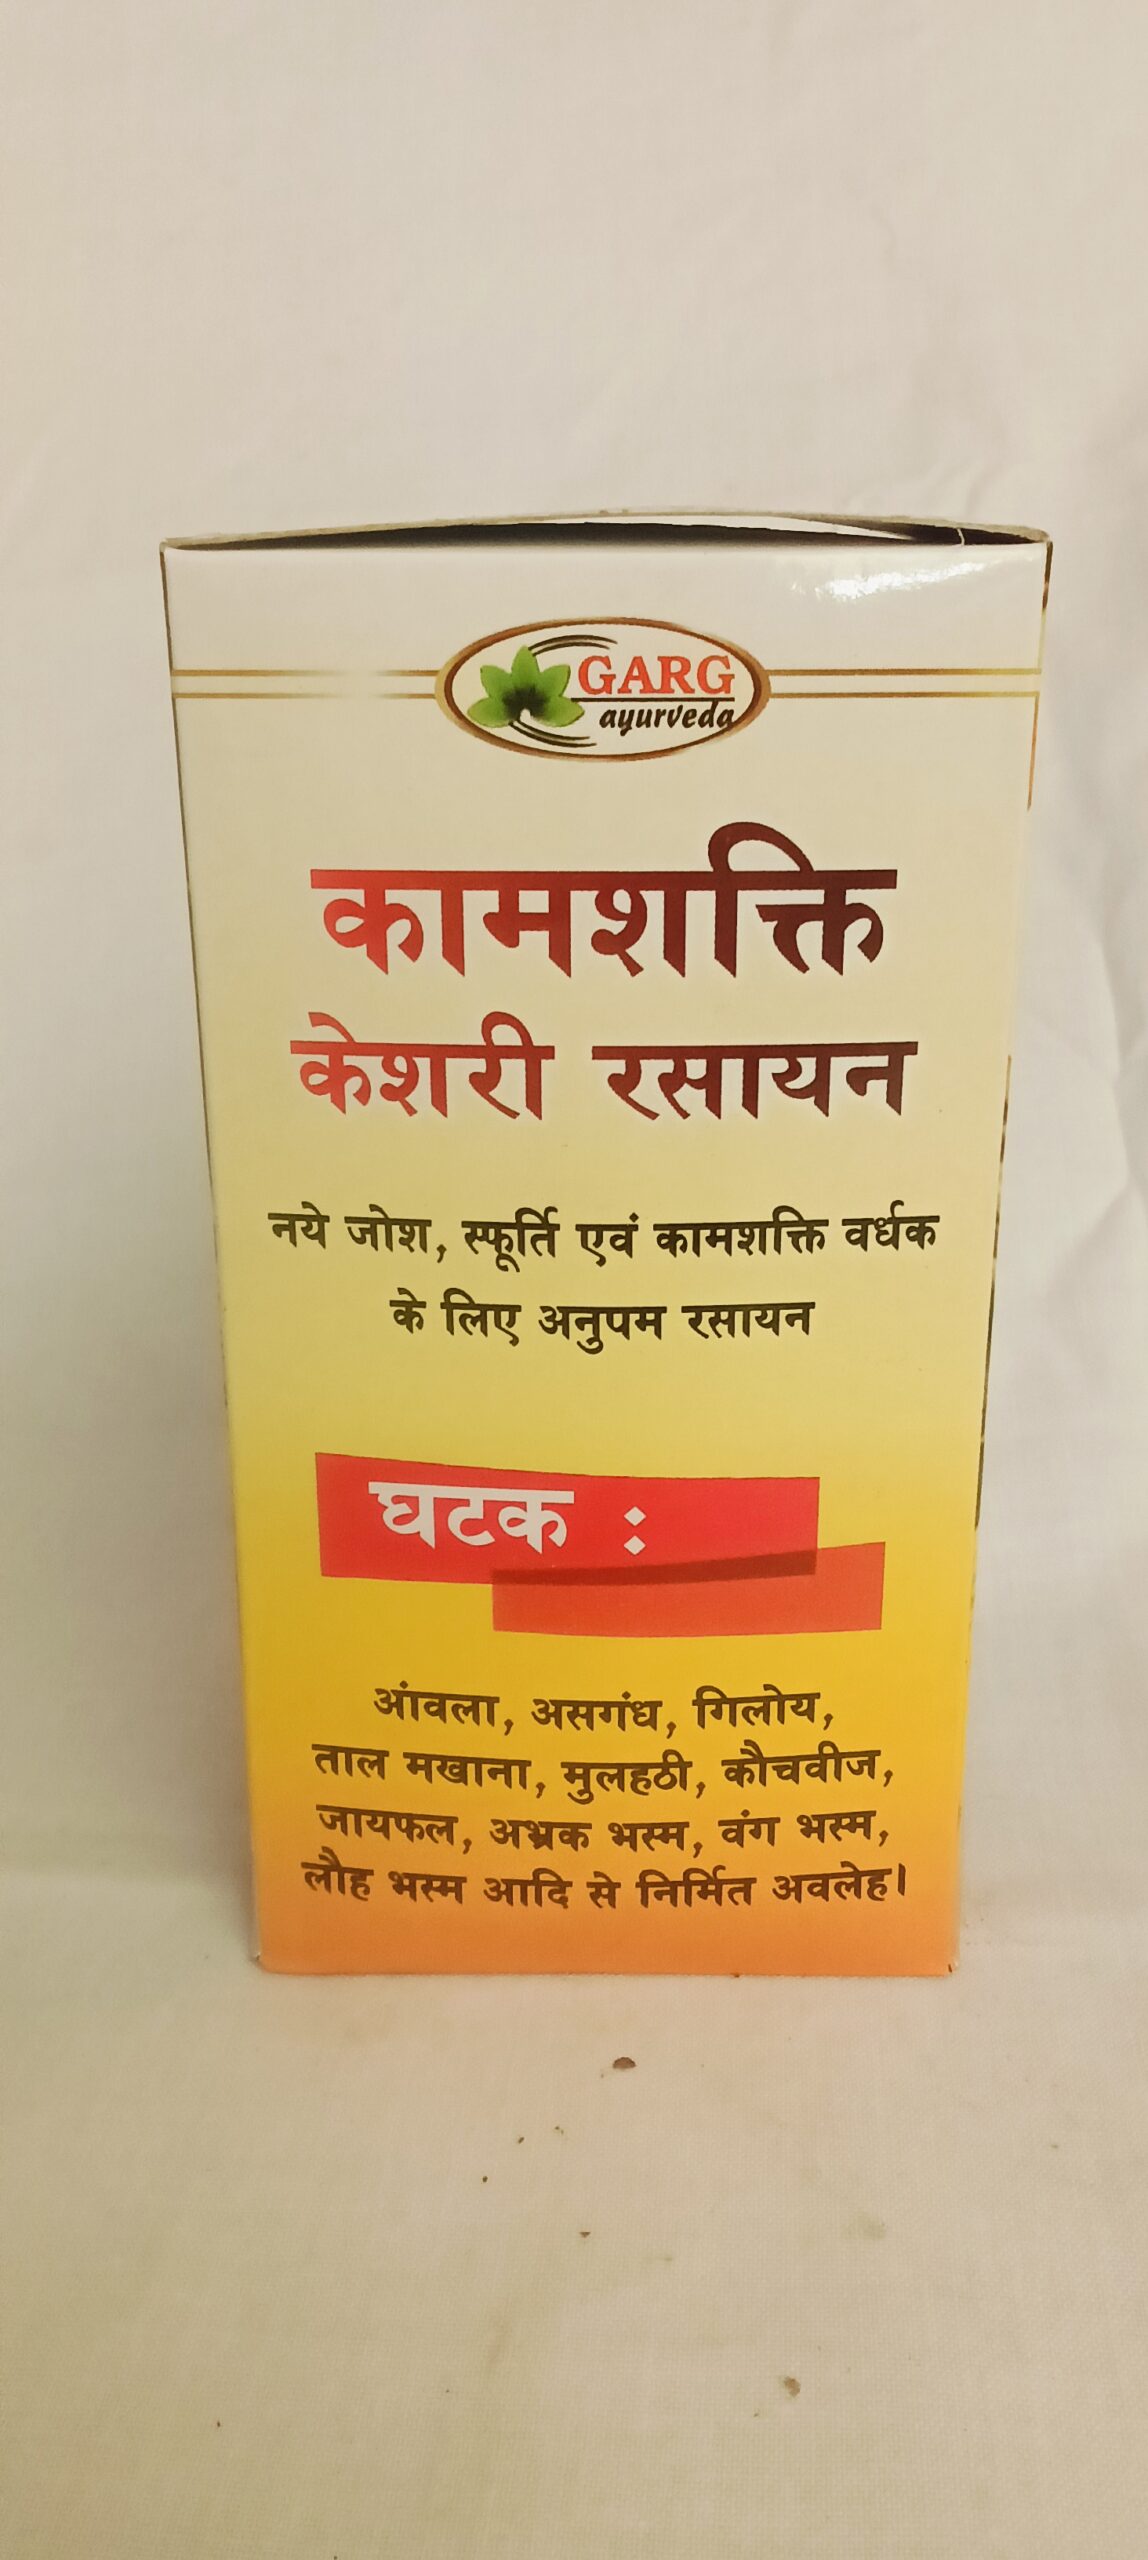 GARG
ayurveda
कामशक्ति
केशरी रसायन
नये जोश, स्फूर्ति एवं कामशक्ति वर्धक
के लिए अनुपम रसायन
घटक :
आंवला, असगंध, गिलोय,
ताल मखाना, मुलहठी, कौचवीज,
जायफल, अभ्रक भस्म, वंग भस्म,
लौह भस्म आदि से निर्मित अवलेह।